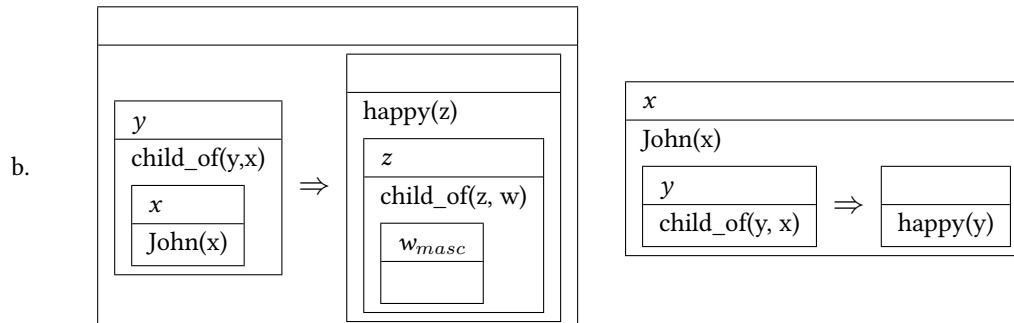 b.
y
child_of(y,x)
x
John(x)
⇒
happy(z)
z
child_of(z, w)
w_masc
x
John(x)
y
child_of(y, x)
⇒
happy(y)